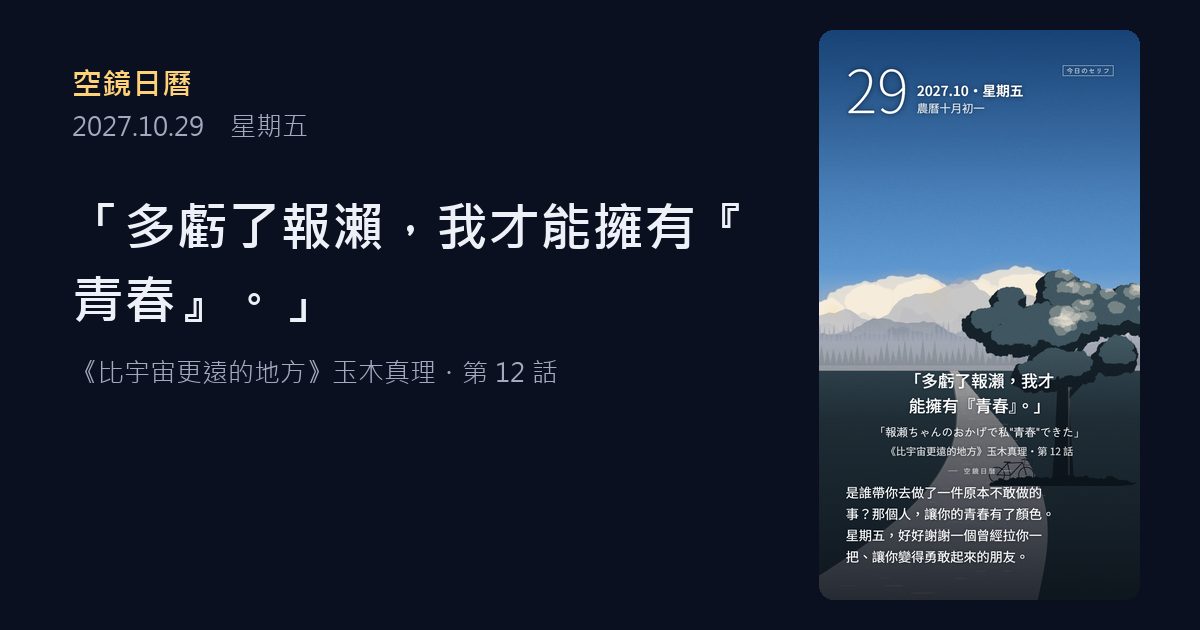 空鏡日曆
2027.10.29　星期五
「多虧了報瀨，我才能擁有『
青春』。」
《比宇宙更遠的地方》玉木真理・第 12 話
29
2027.10・星期五
農曆十月初一
今日のセリフ
「多虧了報瀨，我才
能擁有『青春』。」
「報瀬ちゃんのおかげで私"青春"できた」
《比宇宙更遠的地方》玉木真理・第 12 話
— 空鏡日曆
是誰帶你去做了一件原本不敢做的
事？那個人，讓你的青春有了顏色。
星期五，好好謝謝一個曾經拉你一
把、讓你變得勇敢起來的朋友。